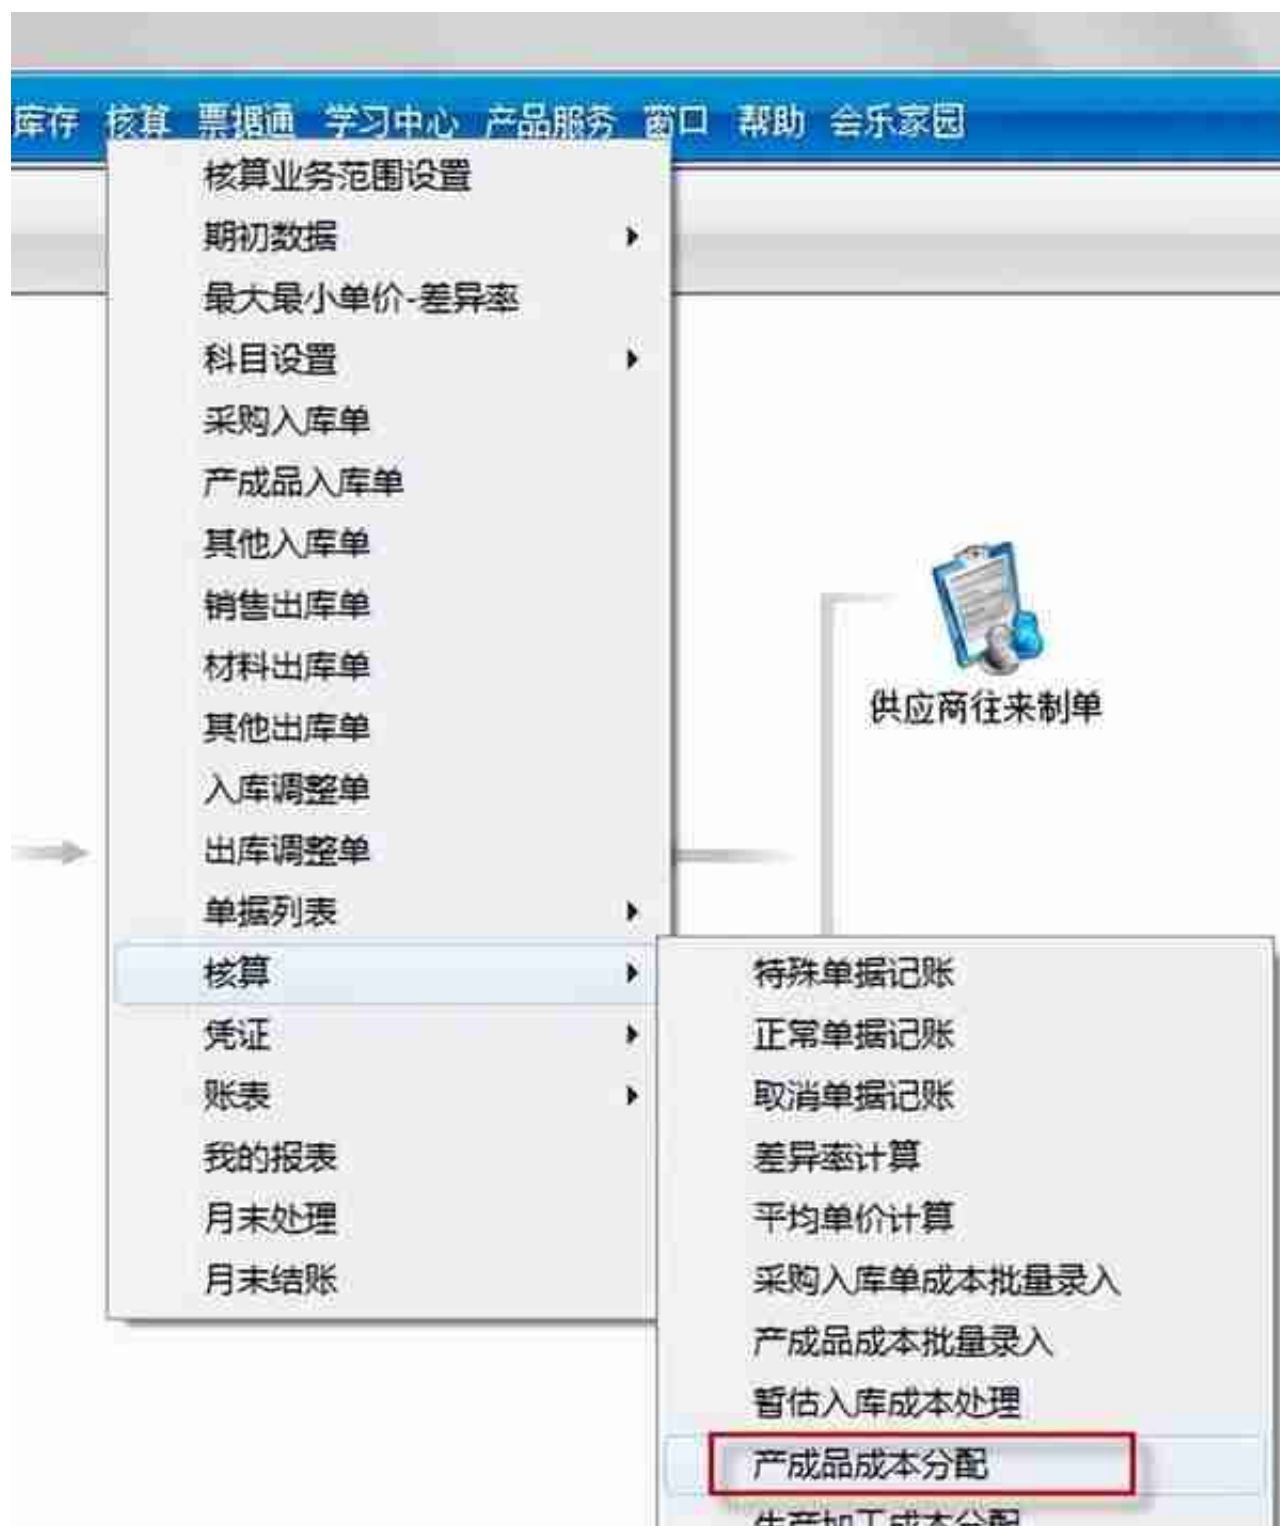 库存 核算 票据通 学习中心 产品服务 窗口 帮助 会乐家园
核算业务范围设置
期初数据
最大最小单价-差异率
科目设置
采购入库单
产成品入库单
其他入库单
销售出库单
材料出库单
其他出库单
入库调整单
出库调整单
单据列表
核算
凭证
账表
我的报表
月末处理
月末结账
供应商往来制单
特殊单据记账
正常单据记账
取消单据记账
差异率计算
平均单价计算
采购入库单成本批量录入
产成品成本批量录入
暂估入库成本处理
产成品成本分配
生产加工成本分配